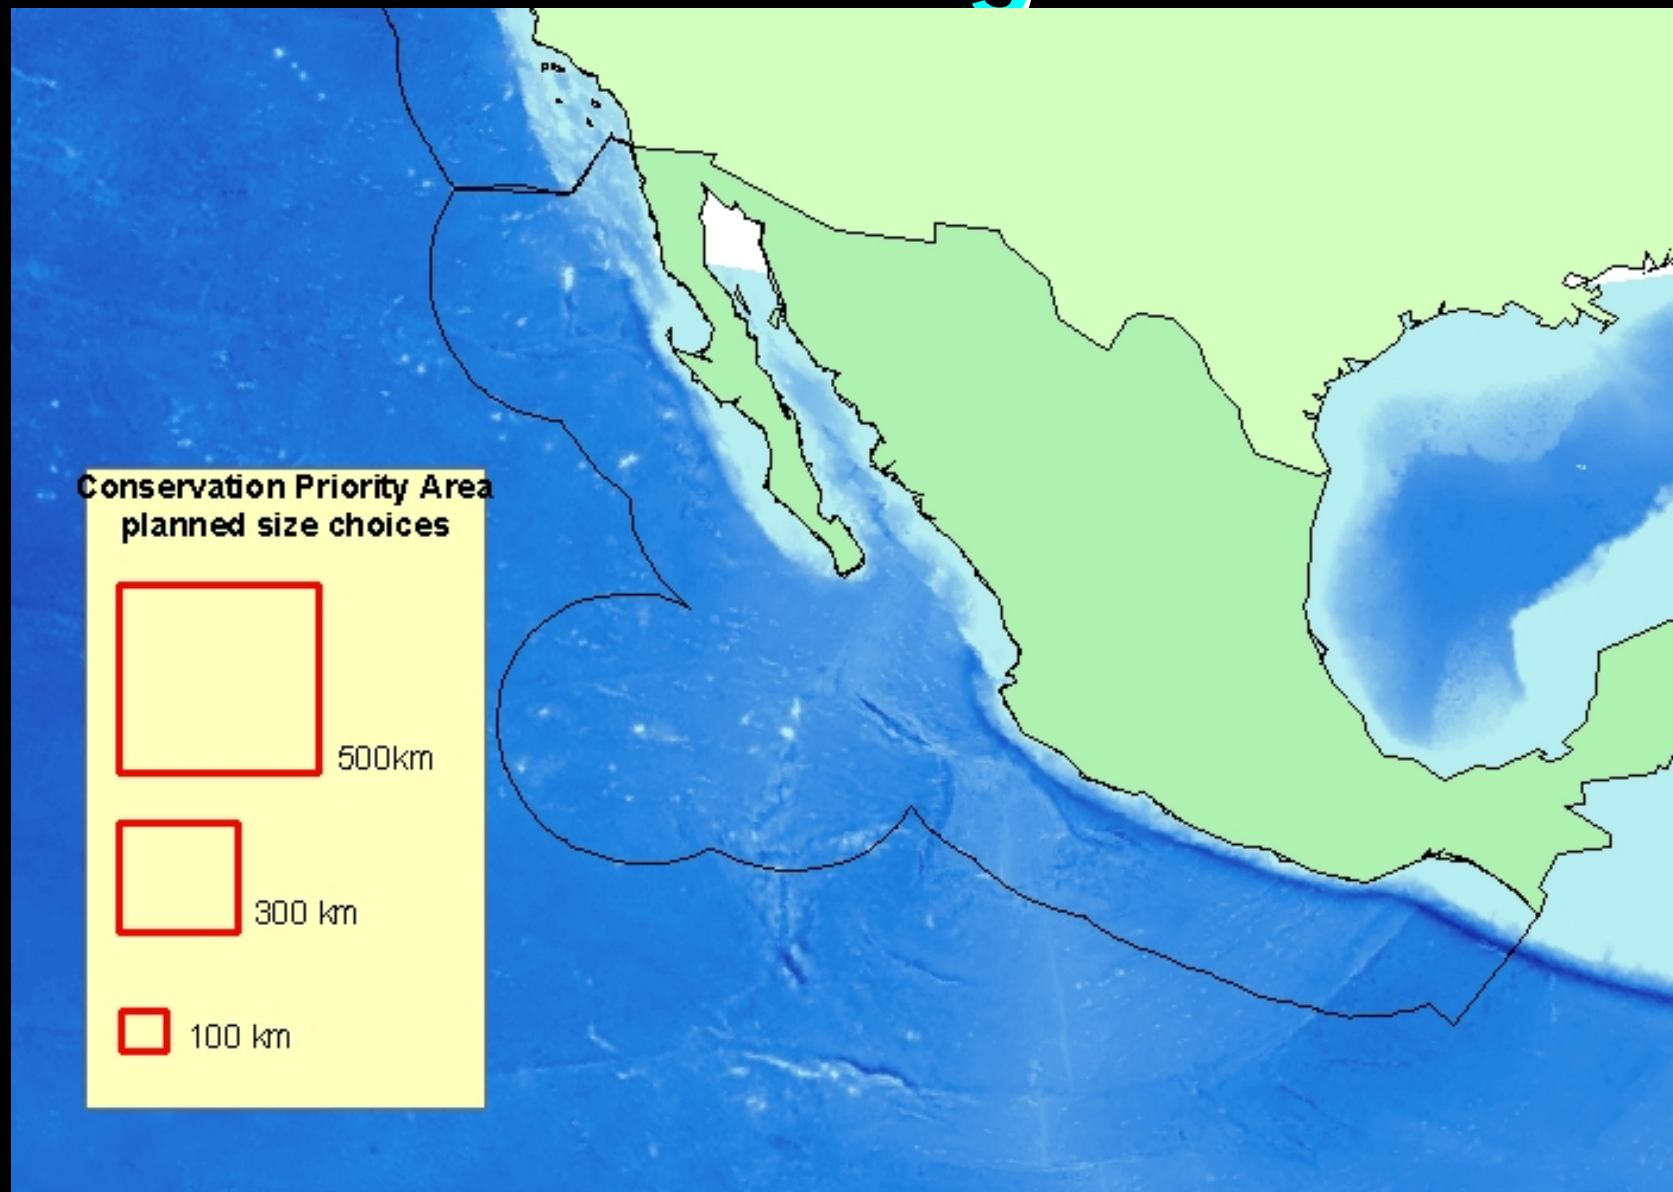 Conservation Priority Area
planned size choices
500km
300 km
100 km